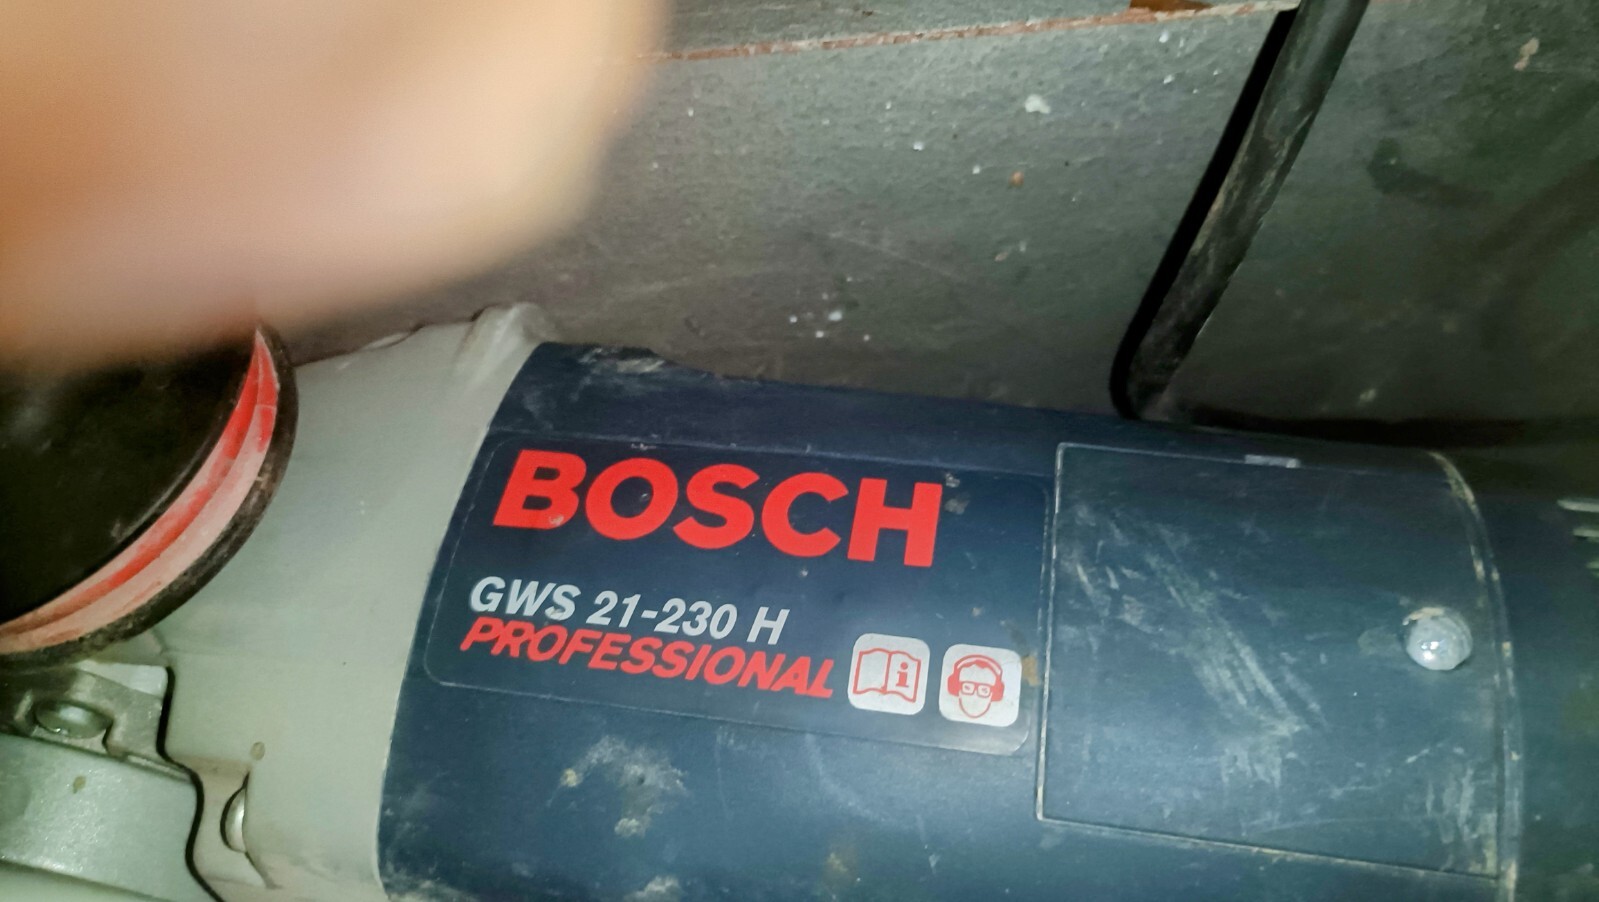 BOSCH
GWS 21-230 H
PROFESSIONAL
i